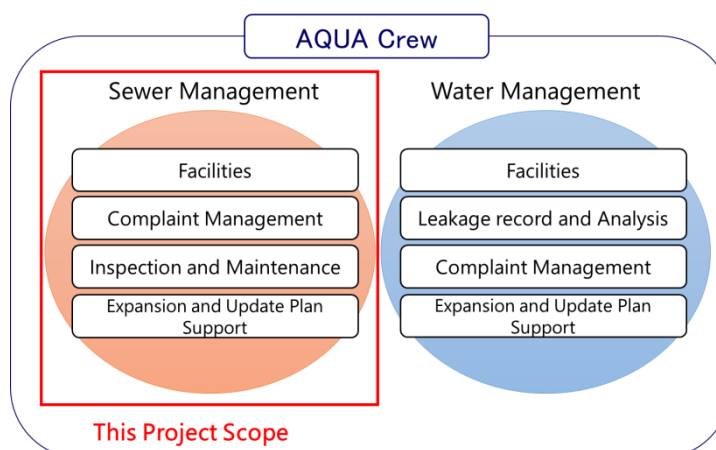 AQUA Crew
Sewer Management
Facilities
Complaint Management
Inspection and Maintenance
Expansion and Update Plan
Support
Water Management
Facilities
Leakage record and Analysis
Complaint Management
Expansion and Update Plan
Support
This Project Scope